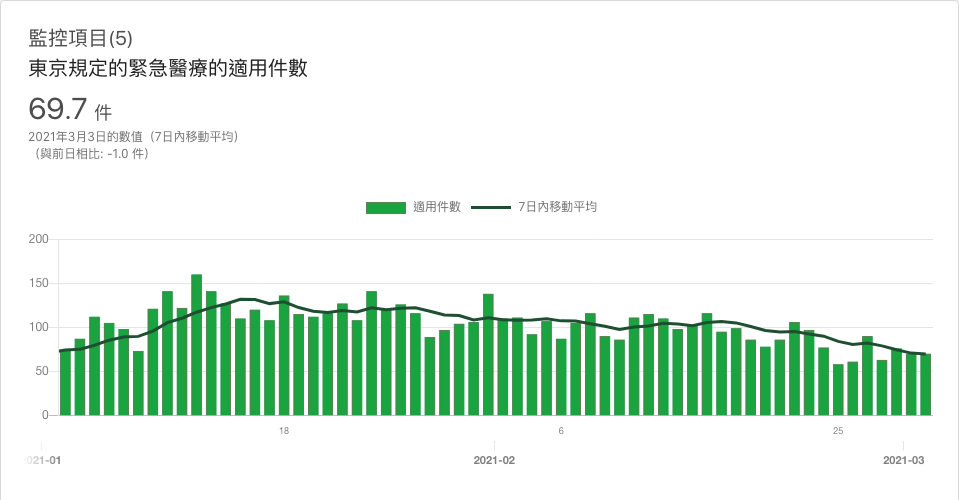 監控項目(5)
東京規定的緊急醫療的適用件數
69.7 件
2021年3月3日的數值（7日內移動平均）
（與前日相比: -1.0 件）
適用件數 7日內移動平均
200
150
100
50
0
18 6 25
2021-01 2021-02 2021-03